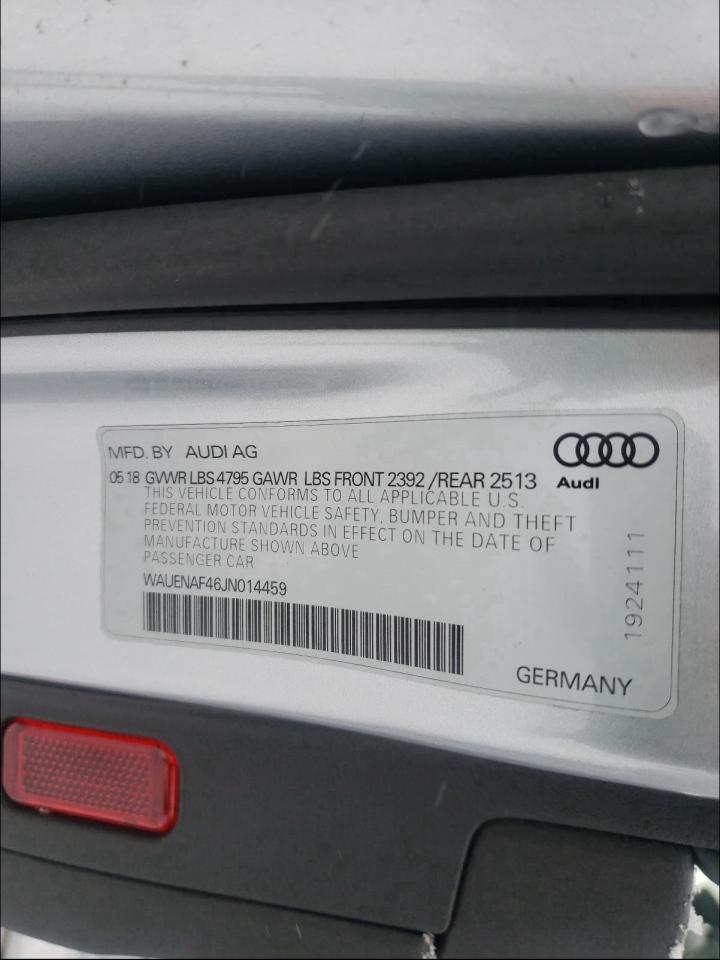 MFD. BY AUDI AG
05 18 GVWR LBS 4795 GAWR LBS FRONT 2392 /REAR 2513
Audi
THIS VEHICLE CONFORMS TO ALL APPLICABLE U.S.
FEDERAL MOTOR VEHICLE SAFETY, BUMPER AND THEFT
PREVENTION STANDARDS IN EFFECT ON THE DATE OF
MANUFACTURE SHOWN ABOVE
PASSENGER CAR
WAUENAF46JN014459
1924111
GERMANY